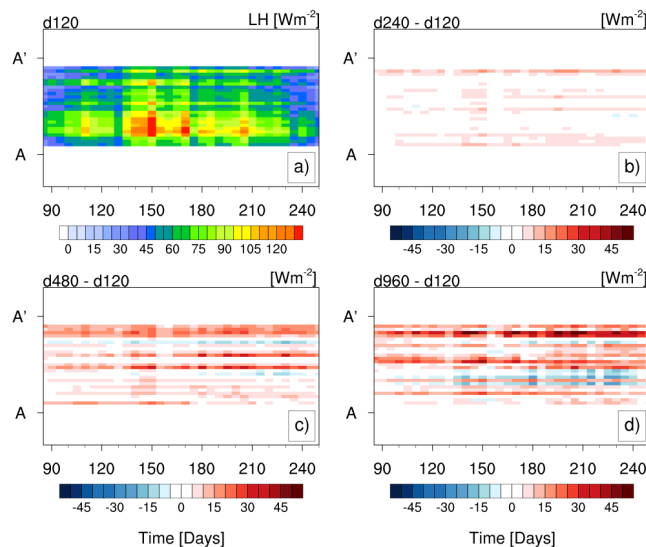 d120 LH [Wm-2]
A'
A
a)
90 120 150 180 210 240
0 15 30 45 60 75 90 105 120
d240 - d120 [Wm-2]
A'
A
b)
90 120 150 180 210 240
-45 -30 -15 0 15 30 45
d480 - d120 [Wm-2]
A'
A
c)
90 120 150 180 210 240
-45 -30 -15 0 15 30 45
Time [Days]
d960 - d120 [Wm-2]
A'
A
d)
90 120 150 180 210 240
-45 -30 -15 0 15 30 45
Time [Days]